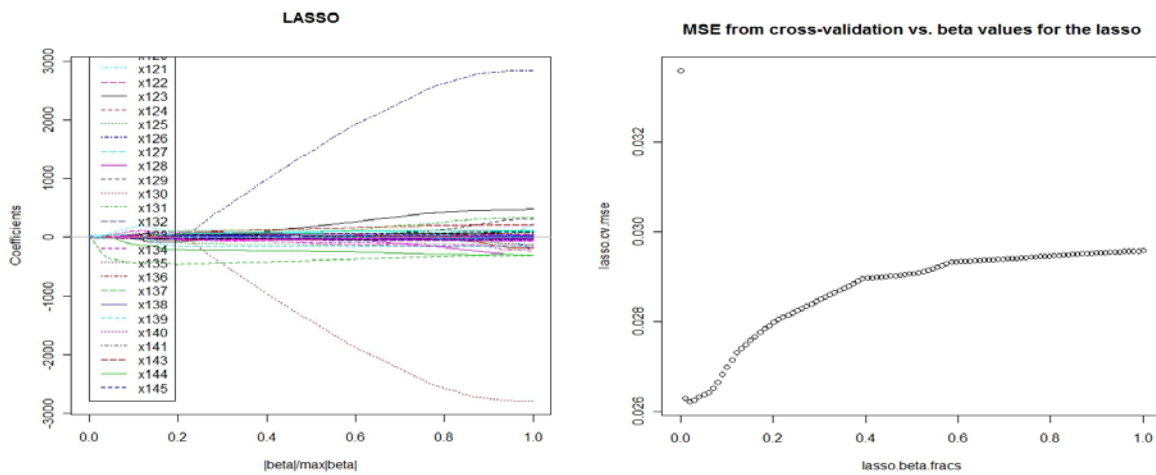 LASSO
3000
2000
1000
0
-1000
-2000
-3000
Coefficients
x121
x122
x123
x124
x125
x126
x127
x128
x129
x130
x131
x132
x134
x135
x136
x137
x138
x139
x140
x141
x143
x144
x145
0.0 0.2 0.4 0.6 0.8 1.0
|beta|/max|beta|
MSE from cross-validation vs. beta values for the lasso
0.032
0.030
0.028
0.026
lasso.cv.mse
0.0 0.2 0.4 0.6 0.8 1.0
lasso.beta.fracs